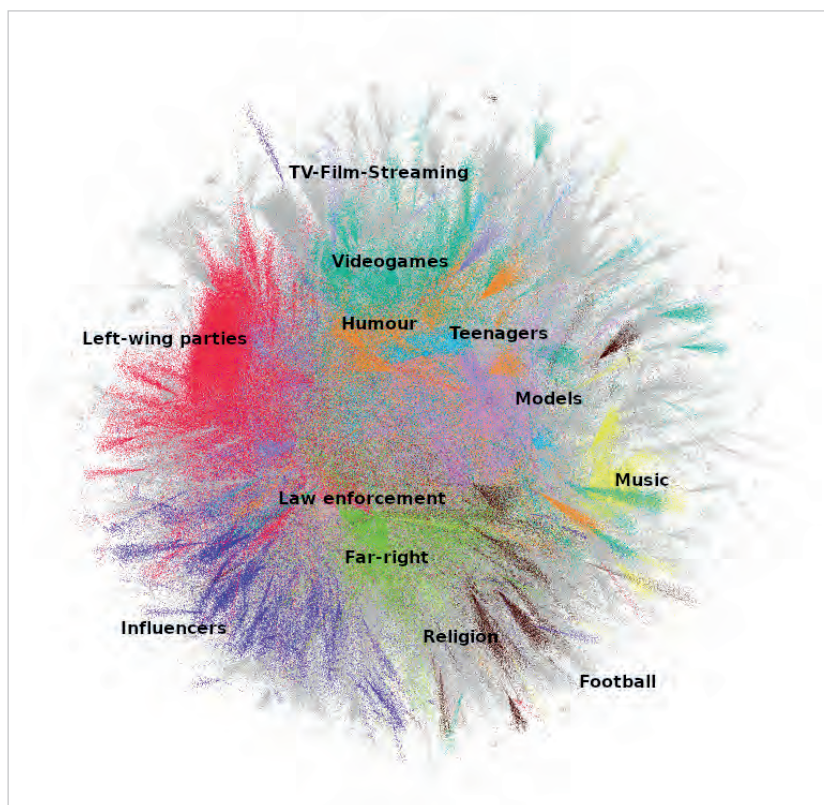 TV-Film-Streaming
Videogames
Humour
Teenagers
Left-wing parties
Models
Music
Law enforcement
Far-right
Influencers
Religion
Football